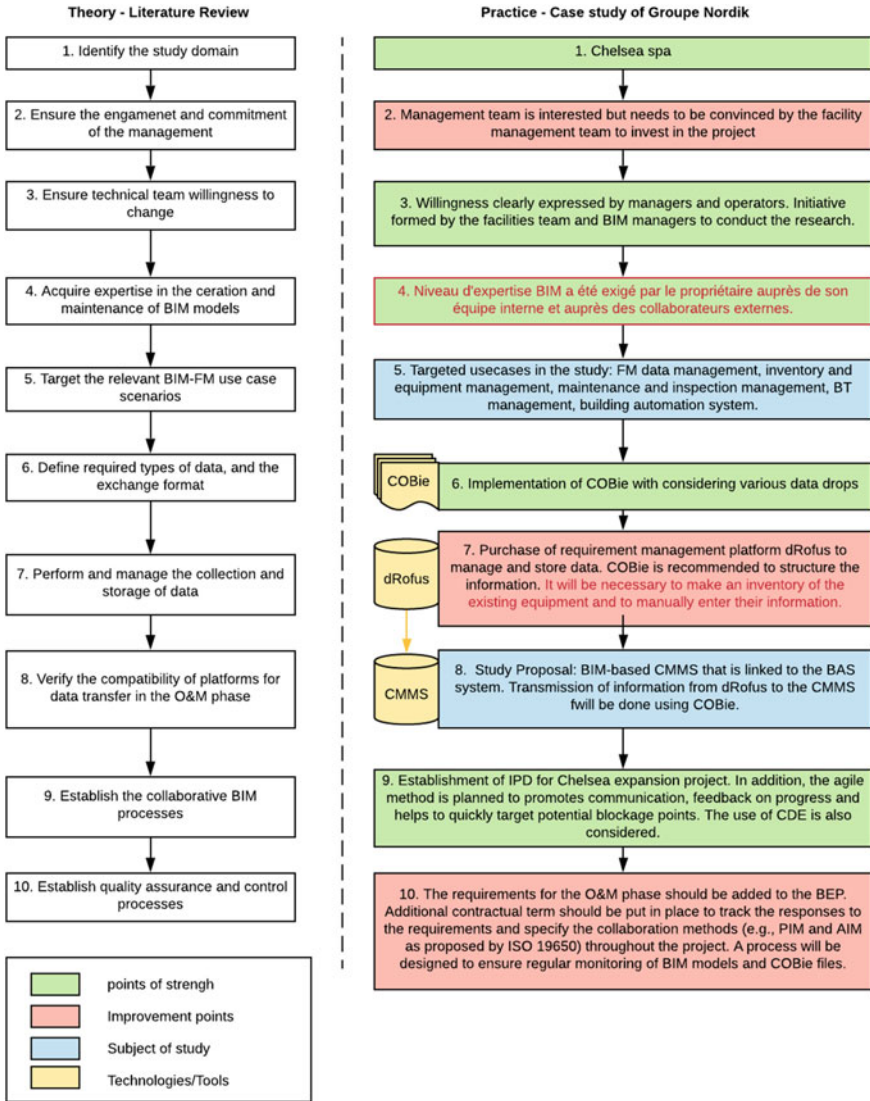 Theory - Literature Review
1. Identify the study domain
2. Ensure the engamenet and commitment
of the management
3. Ensure technical team willingness to
change
4. Acquire expertise in the ceration and
maintenance of BIM models
5. Target the relevant BIM-FM use case
scenarios
6. Define required types of data, and the
exchange format
7. Perform and manage the collection and
storage of data
8. Verify the compatibility of platforms for
data transfer in the O&M phase
9. Establish the collaborative BIM
processes
10. Establish quality assurance and control
processes
Practice - Case study of Groupe Nordik
1. Chelsea spa
2. Management team is interested but needs to be convinced by the facility
management team to invest in the project
3. Willingness clearly expressed by managers and operators. Initiative
formed by the facilities team and BIM managers to conduct the research.
4. Niveau d'expertise BIM a été exigé par le propriétaire auprès de son
équipe interne et auprès des collaborateurs externes.
5. Targeted usecases in the study: FM data management, inventory and
equipment management, maintenance and inspection management, BT
management, building automation system.
COBie
6. Implementation of COBie with considering various data drops
dRofus
7. Purchase of requirement management platform dRofus to
manage and store data. COBie is recommended to structure the
information. It will be necessary to make an inventory of the
existing equipment and to manually enter their information.
CMMS
8. Study Proposal: BIM-based CMMS that is linked to the BAS
system. Transmission of information from dRofus to the CMMS
fwill be done using COBie.
9. Establishment of IPD for Chelsea expansion project. In addition, the agile
method is planned to promotes communication, feedback on progress and
helps to quickly target potential blockage points. The use of CDE is also
considered.
10. The requirements for the O&M phase should be added to the BEP.
Additional contractual term should be put in place to track the responses to
the requirements and specify the collaboration methods (e.g., PIM and AIM
as proposed by ISO 19650) throughout the project. A process will be
designed to ensure regular monitoring of BIM models and COBie files.
points of strengh
Improvement points
Subject of study
Technologies/Tools